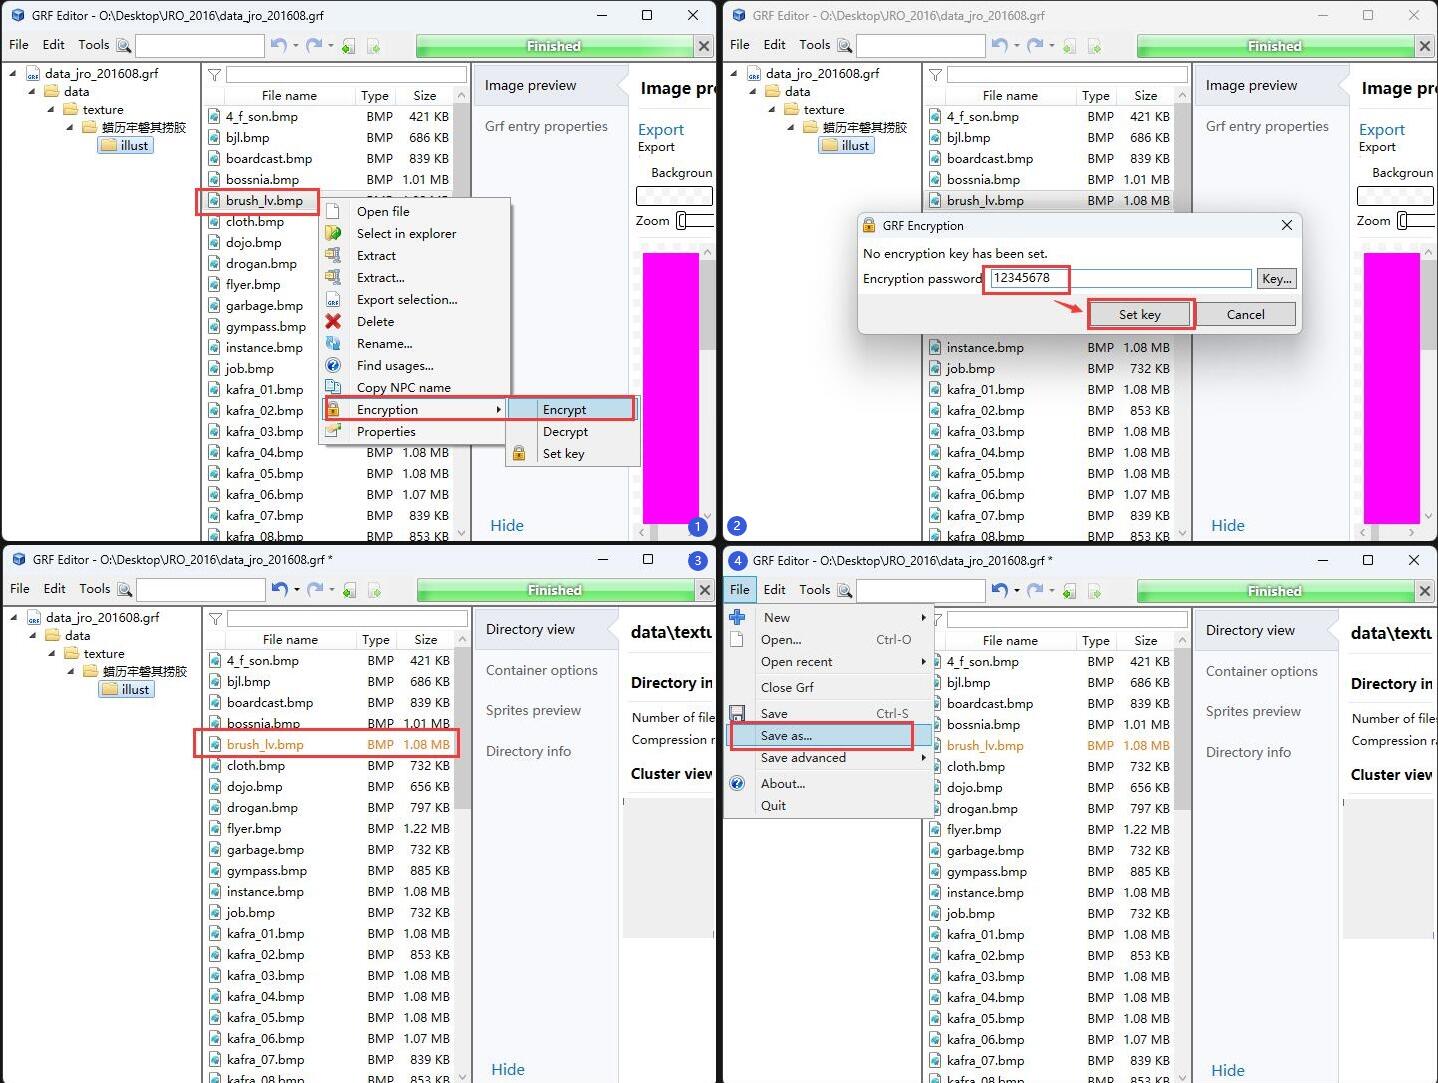 GRF Editor - O:\Desktop\JRO_2016\data_jro_201608.grf
File Edit Tools Finished
data_jro_201608.grf
data
texture
蜡历牢磐其捞胶
illust
File name Type Size
4_f_son.bmp BMP 421 KB
bjl.bmp BMP 686 KB
boardcast.bmp BMP 839 KB
bossnia.bmp BMP 1.01 MB
brush_lv.bmp
cloth.bmp
dojo.bmp
drogan.bmp
flyer.bmp
garbage.bmp
gympass.bmp
instance.bmp
job.bmp
kafra_01.bmp
kafra_02.bmp
kafra_03.bmp
kafra_04.bmp BMP 1.08 MB
kafra_05.bmp BMP 1.08 MB
kafra_06.bmp BMP 1.07 MB
kafra_07.bmp BMP 839 KB
kafra_08.bmp BMP 853 KB
Open file
Select in explorer
Extract
Extract...
Export selection...
Delete
Rename...
Find usages...
Copy NPC name
Encryption
Properties
Encrypt
Decrypt
Set key
Image preview
Grf entry properties
Hide
Image pr
Export
Export
Backgroun
Zoom
1
GRF Editor - O:\Desktop\JRO_2016\data_jro_201608.grf
File Edit Tools Finished
data_jro_201608.grf
data
texture
蜡历牢磐其捞胶
illust
File name Type Size
4_f_son.bmp BMP 421 KB
bjl.bmp BMP 686 KB
boardcast.bmp BMP 839 KB
bossnia.bmp BMP 1.01 MB
brush_lv.bmp BMP 1.08 MB
GRF Encryption
No encryption key has been set.
Encryption password 12345678 Key...
Set key Cancel
instance.bmp BMP 1.08 MB
job.bmp BMP 732 KB
kafra_01.bmp BMP 1.08 MB
kafra_02.bmp BMP 853 KB
kafra_03.bmp BMP 1.08 MB
kafra_04.bmp BMP 1.08 MB
kafra_05.bmp BMP 1.08 MB
kafra_06.bmp BMP 1.07 MB
kafra_07.bmp BMP 839 KB
kafra_08.bmp BMP 853 KB
Image preview
Grf entry properties
Hide
Image pr
Export
Export
Backgroun
Zoom
2
GRF Editor - O:\Desktop\JRO_2016\data_jro_201608.grf * 3
File Edit Tools Finished
data_jro_201608.grf
data
texture
蜡历牢磐其捞胶
illust
File name Type Size
4_f_son.bmp BMP 421 KB
bjl.bmp BMP 686 KB
boardcast.bmp BMP 839 KB
bossnia.bmp BMP 1.01 MB
brush_lv.bmp BMP 1.08 MB
cloth.bmp BMP 732 KB
dojo.bmp BMP 656 KB
drogan.bmp BMP 797 KB
flyer.bmp BMP 1.22 MB
garbage.bmp BMP 732 KB
gympass.bmp BMP 885 KB
instance.bmp BMP 1.08 MB
job.bmp BMP 732 KB
kafra_01.bmp BMP 1.08 MB
kafra_02.bmp BMP 853 KB
kafra_03.bmp BMP 1.08 MB
kafra_04.bmp BMP 1.08 MB
kafra_05.bmp BMP 1.08 MB
kafra_06.bmp BMP 1.07 MB
kafra_07.bmp BMP 839 KB
kafra_08.bmp BMP 853 KB
Directory view
Container options
Sprites preview
Directory info
Hide
data\textu
Directory in
Number of file
Compression r
Cluster view
4 GRF Editor - O:\Desktop\JRO_2016\data_jro_201608.grf *
File Edit Tools Finished
New
Open... Ctrl-O
Open recent
Close Grf
Save Ctrl-S
Save as...
Save advanced
About...
Quit
File name Type Size
4_f_son.bmp BMP 421 KB
bjl.bmp BMP 686 KB
boardcast.bmp BMP 839 KB
bossnia.bmp BMP 1.01 MB
brush_lv.bmp BMP 1.08 MB
cloth.bmp BMP 732 KB
dojo.bmp BMP 656 KB
drogan.bmp BMP 797 KB
flyer.bmp BMP 1.22 MB
garbage.bmp BMP 732 KB
gympass.bmp BMP 885 KB
instance.bmp BMP 1.08 MB
job.bmp BMP 732 KB
kafra_01.bmp BMP 1.08 MB
kafra_02.bmp BMP 853 KB
kafra_03.bmp BMP 1.08 MB
kafra_04.bmp BMP 1.08 MB
kafra_05.bmp BMP 1.08 MB
kafra_06.bmp BMP 1.07 MB
kafra_07.bmp BMP 839 KB
kafra_08.bmp BMP 853 KB
Directory view
Container options
Sprites preview
Directory info
Hide
data\textu
Directory in
Number of file
Compression ra
Cluster view